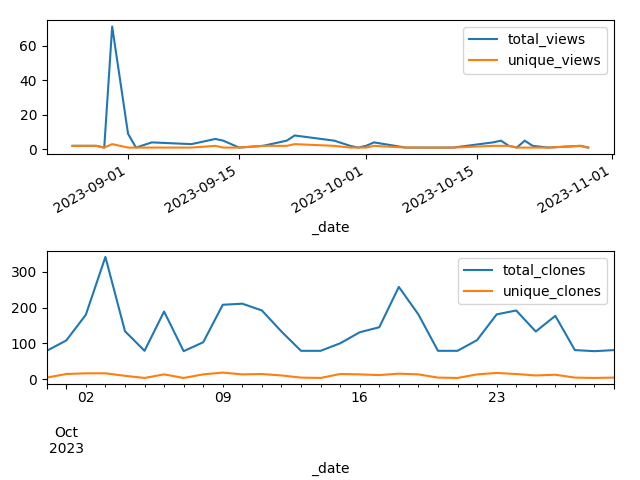 total_views
unique_views
60
40
20
0
2023-09-01
2023-09-15
2023-10-01
2023-10-15
2023-11-01
_date
total_clones
unique_clones
300
200
100
0
02
09
16
23
Oct
2023
_date